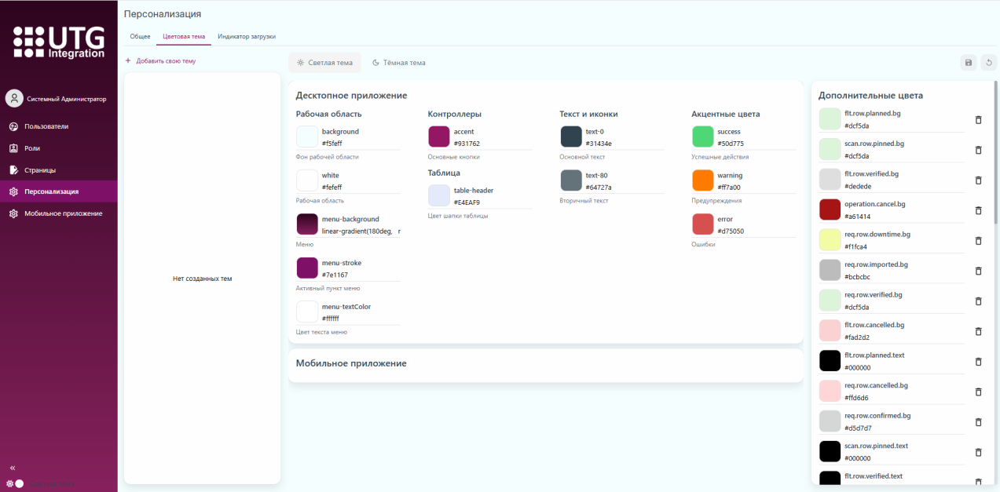 UTG
Integration
Системный Администратор
Пользователи
Роли
Страницы
Персонализация
Мобильное приложение
«
Персонализация
Общее
Цветовая тема
Индикатор загрузки
+ Добавить свою тему
Нет созданных тем
Светлая тема
Тёмная тема
Десктопное приложение
Рабочая область
background
#f5feff
Фон рабочей области
white
#fefeff
Рабочая область
menu-background
linear-gradient(180deg, r
Меню
menu-stroke
#7e1167
Активный пункт меню
menu-textColor
#ffffff
Цвет текста меню
Контроллеры
accent
#931762
Основные кнопки
Таблица
table-header
#E4EAF9
Цвет шапки таблицы
Текст и иконки
text-0
#31434e
Основной текст
text-80
#64727a
Вторичный текст
Акцентные цвета
success
#50d775
Успешные действия
warning
#ff7a00
Предупреждения
error
#d75050
Ошибки
Мобильное приложение
Дополнительные цвета
flt.row.planned.bg
#dcf5da
scan.row.pinned.bg
#dcf5da
flt.row.verified.bg
#dedede
operation.cancel.bg
#a61414
req.row.downtime.bg
#f1fca4
req.row.imported.bg
#bcbcbc
req.row.verified.bg
#dcf5da
flt.row.cancelled.bg
#fad2d2
flt.row.planned.text
#000000
req.row.cancelled.bg
#ffd6d6
req.row.confirmed.bg
#d5d7d7
scan.row.pinned.text
#000000
flt.row.verified.text